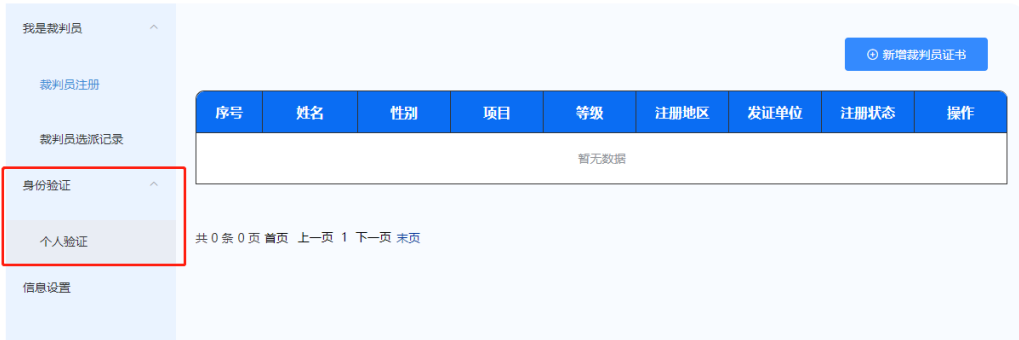 我是裁判员
裁判员注册
裁判员选派记录
身份验证
个人验证
信息设置
新增裁判员证书
序号 姓名 性别 项目 等级 注册地区 发证单位 注册状态 操作
暂无数据
共 0 条 0 页 首页 上一页 1 下一页 末页